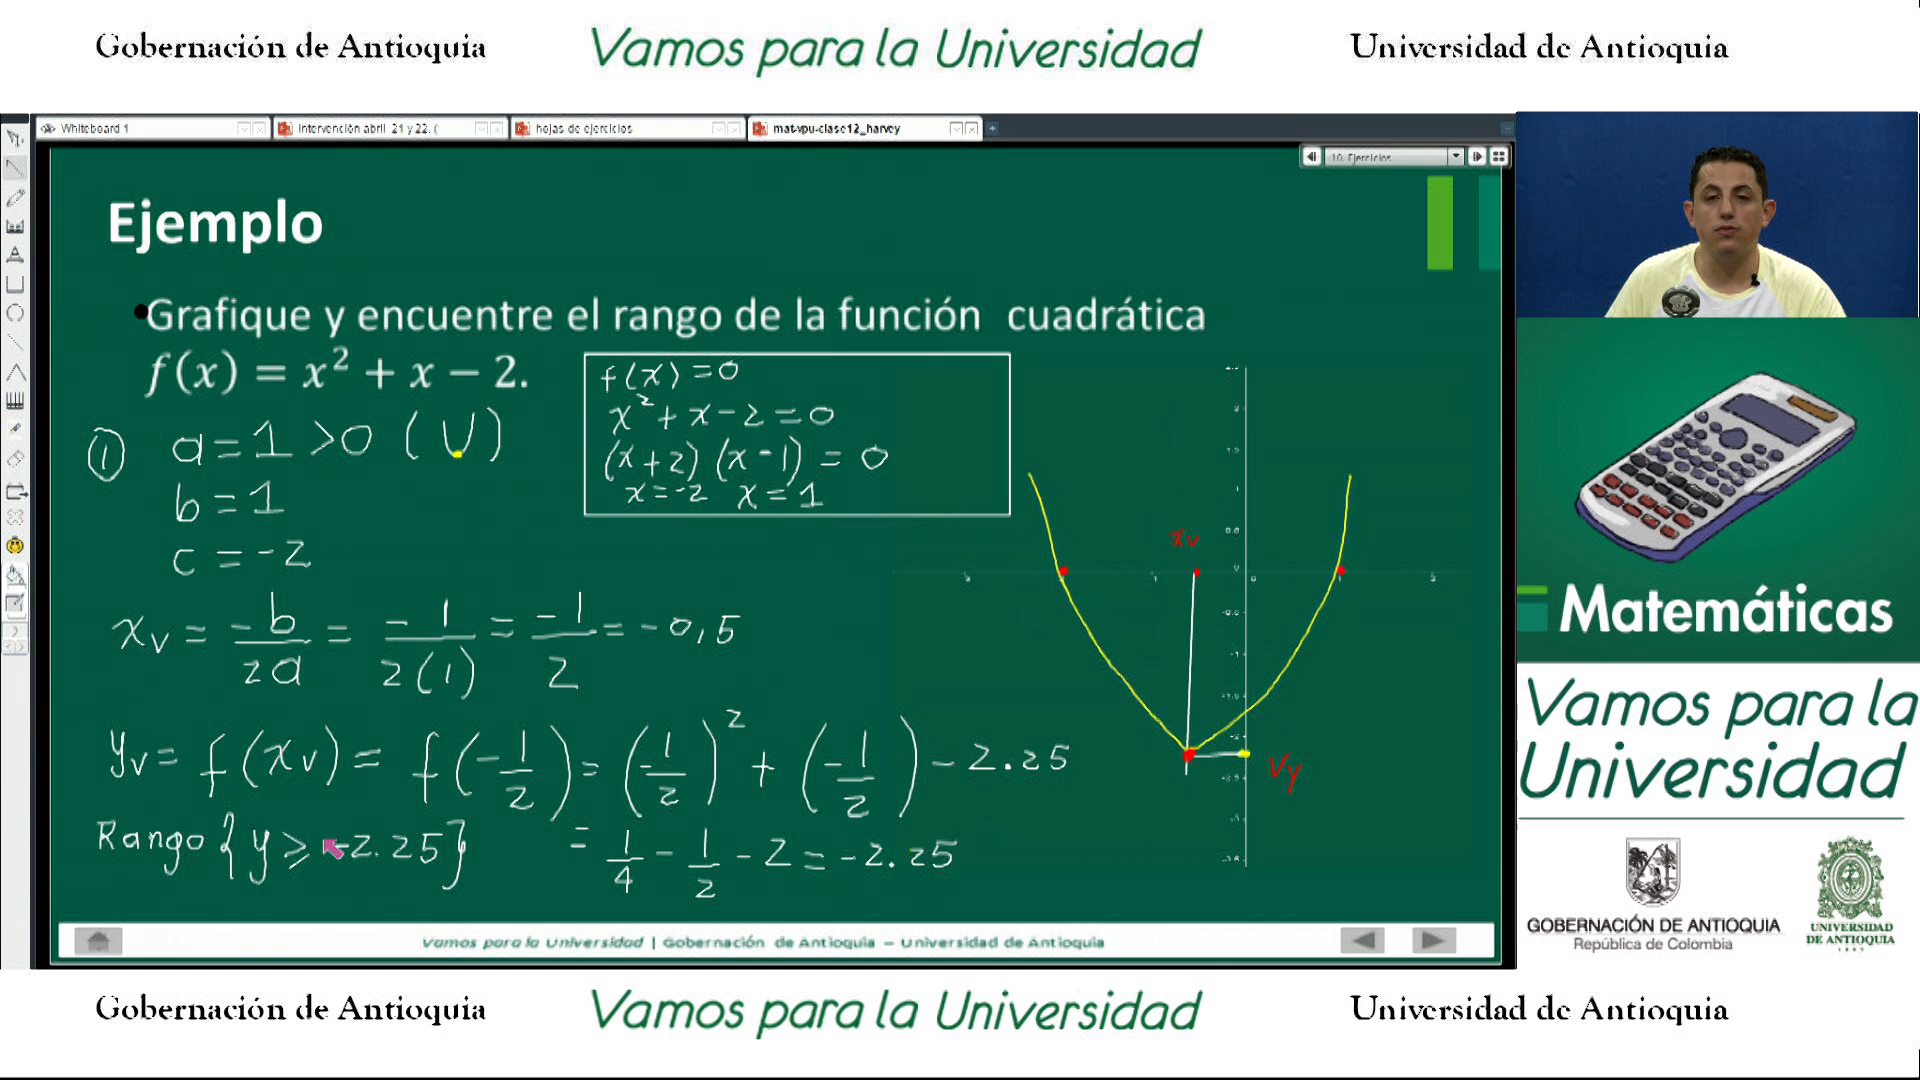 Gobernación de Antioquia Vamos para la Universidad Universidad de Antioquia
Whiteboard 1 Intervención abril 21 y 22. ( hojas de ejercicios mat-vpu-clase12_harvey
10. Ejercicios
Ejemplo
•Grafique y encuentre el rango de la función cuadrática
f(x) = x² + x − 2.
① a = 1 > 0 (∪)
b = 1
c = -2
f(x) = 0
x² + x - 2 = 0
(x + 2) (x - 1) = 0
x = -2 x = 1
xv = -b/2a = -1/2(1) = -1/2 = -0,5
yv = f(xv) = f(-1/2) = (-1/2)² + (-1/2) - 2.25
= 1/4 - 1/2 - 2 = -2.25
Rango {y ≥ -2.25}
xv
Vy
Vamos para la Universidad | Gobernación de Antioquia – Universidad de Antioquia
Matemáticas
Vamos para la
Universidad
GOBERNACIÓN DE ANTIOQUIA
República de Colombia
UNIVERSIDAD
DE ANTIOQUIA
Gobernación de Antioquia Vamos para la Universidad Universidad de Antioquia